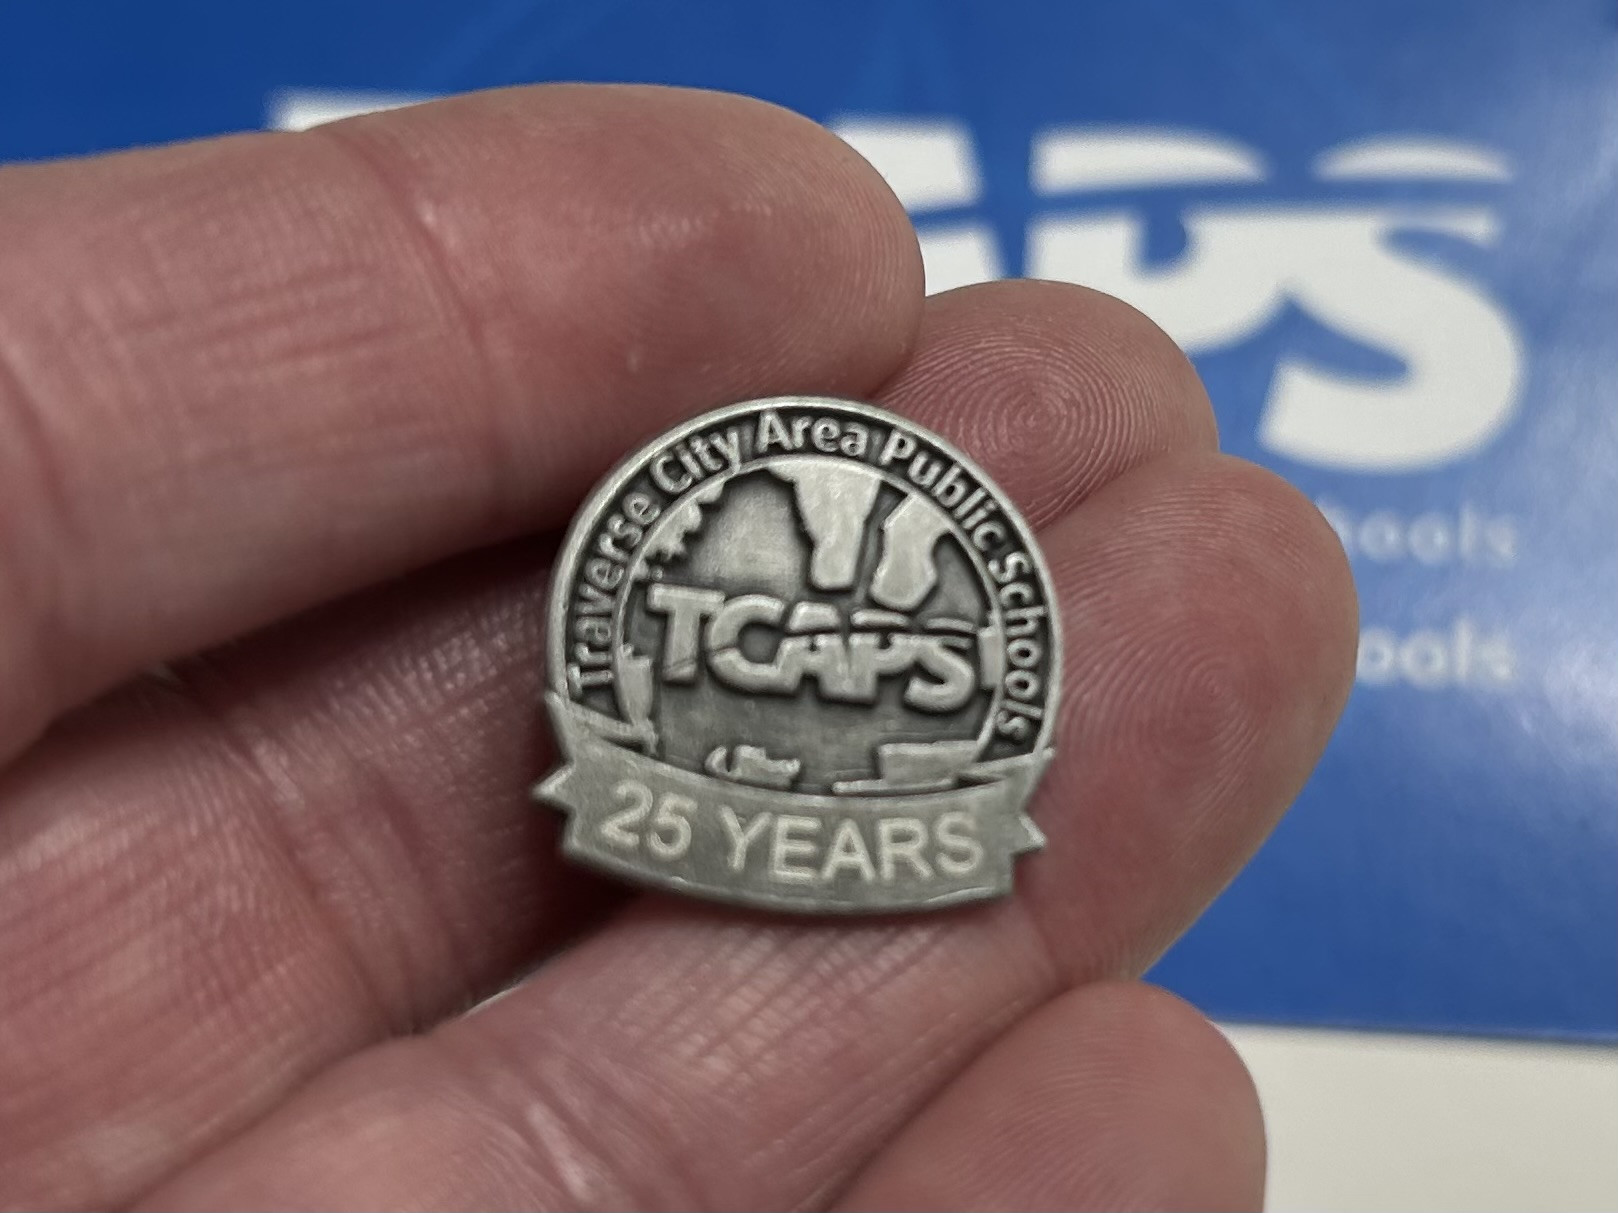 Traverse City Area Public Schools
TCAPS
25 YEARS